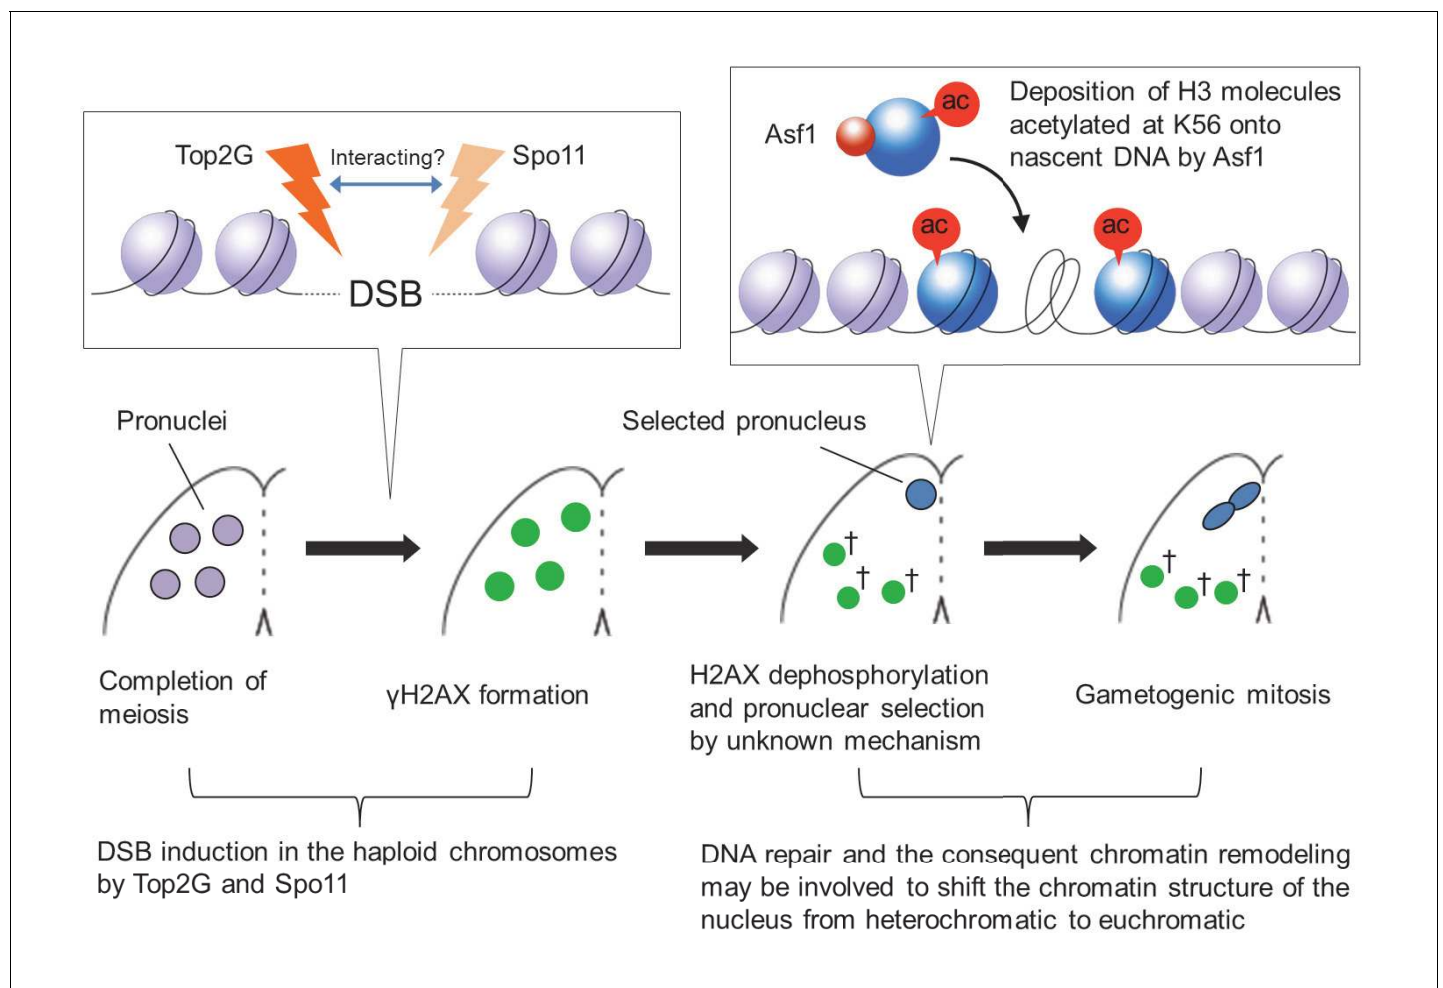 Top2G
Interacting?
Spo11
DSB
Asf1
ac
Deposition of H3 molecules
acetylated at K56 onto
nascent DNA by Asf1
ac
ac
Pronuclei
Selected pronucleus
†
†
†
†
†
†
Completion of
meiosis
γH2AX formation
H2AX dephosphorylation
and pronuclear selection
by unknown mechanism
Gametogenic mitosis
DSB induction in the haploid chromosomes
by Top2G and Spo11
DNA repair and the consequent chromatin remodeling
may be involved to shift the chromatin structure of the
nucleus from heterochromatic to euchromatic